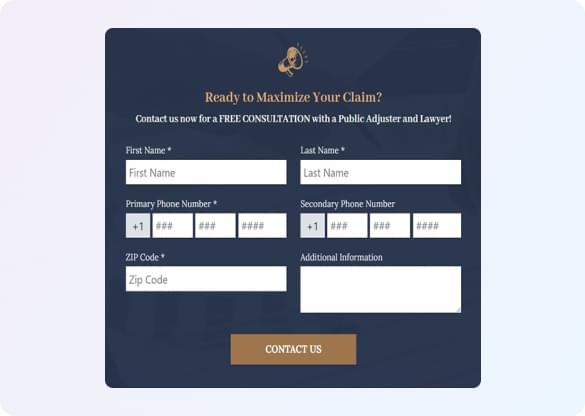 Ready to Maximize Your Claim?
Contact us now for a FREE CONSULTATION with a Public Adjuster and Lawyer!
First Name * Last Name *
First Name Last Name
Primary Phone Number * Secondary Phone Number
+1 ### ### #### +1 ### ### ####
ZIP Code * Additional Information
Zip Code
CONTACT US